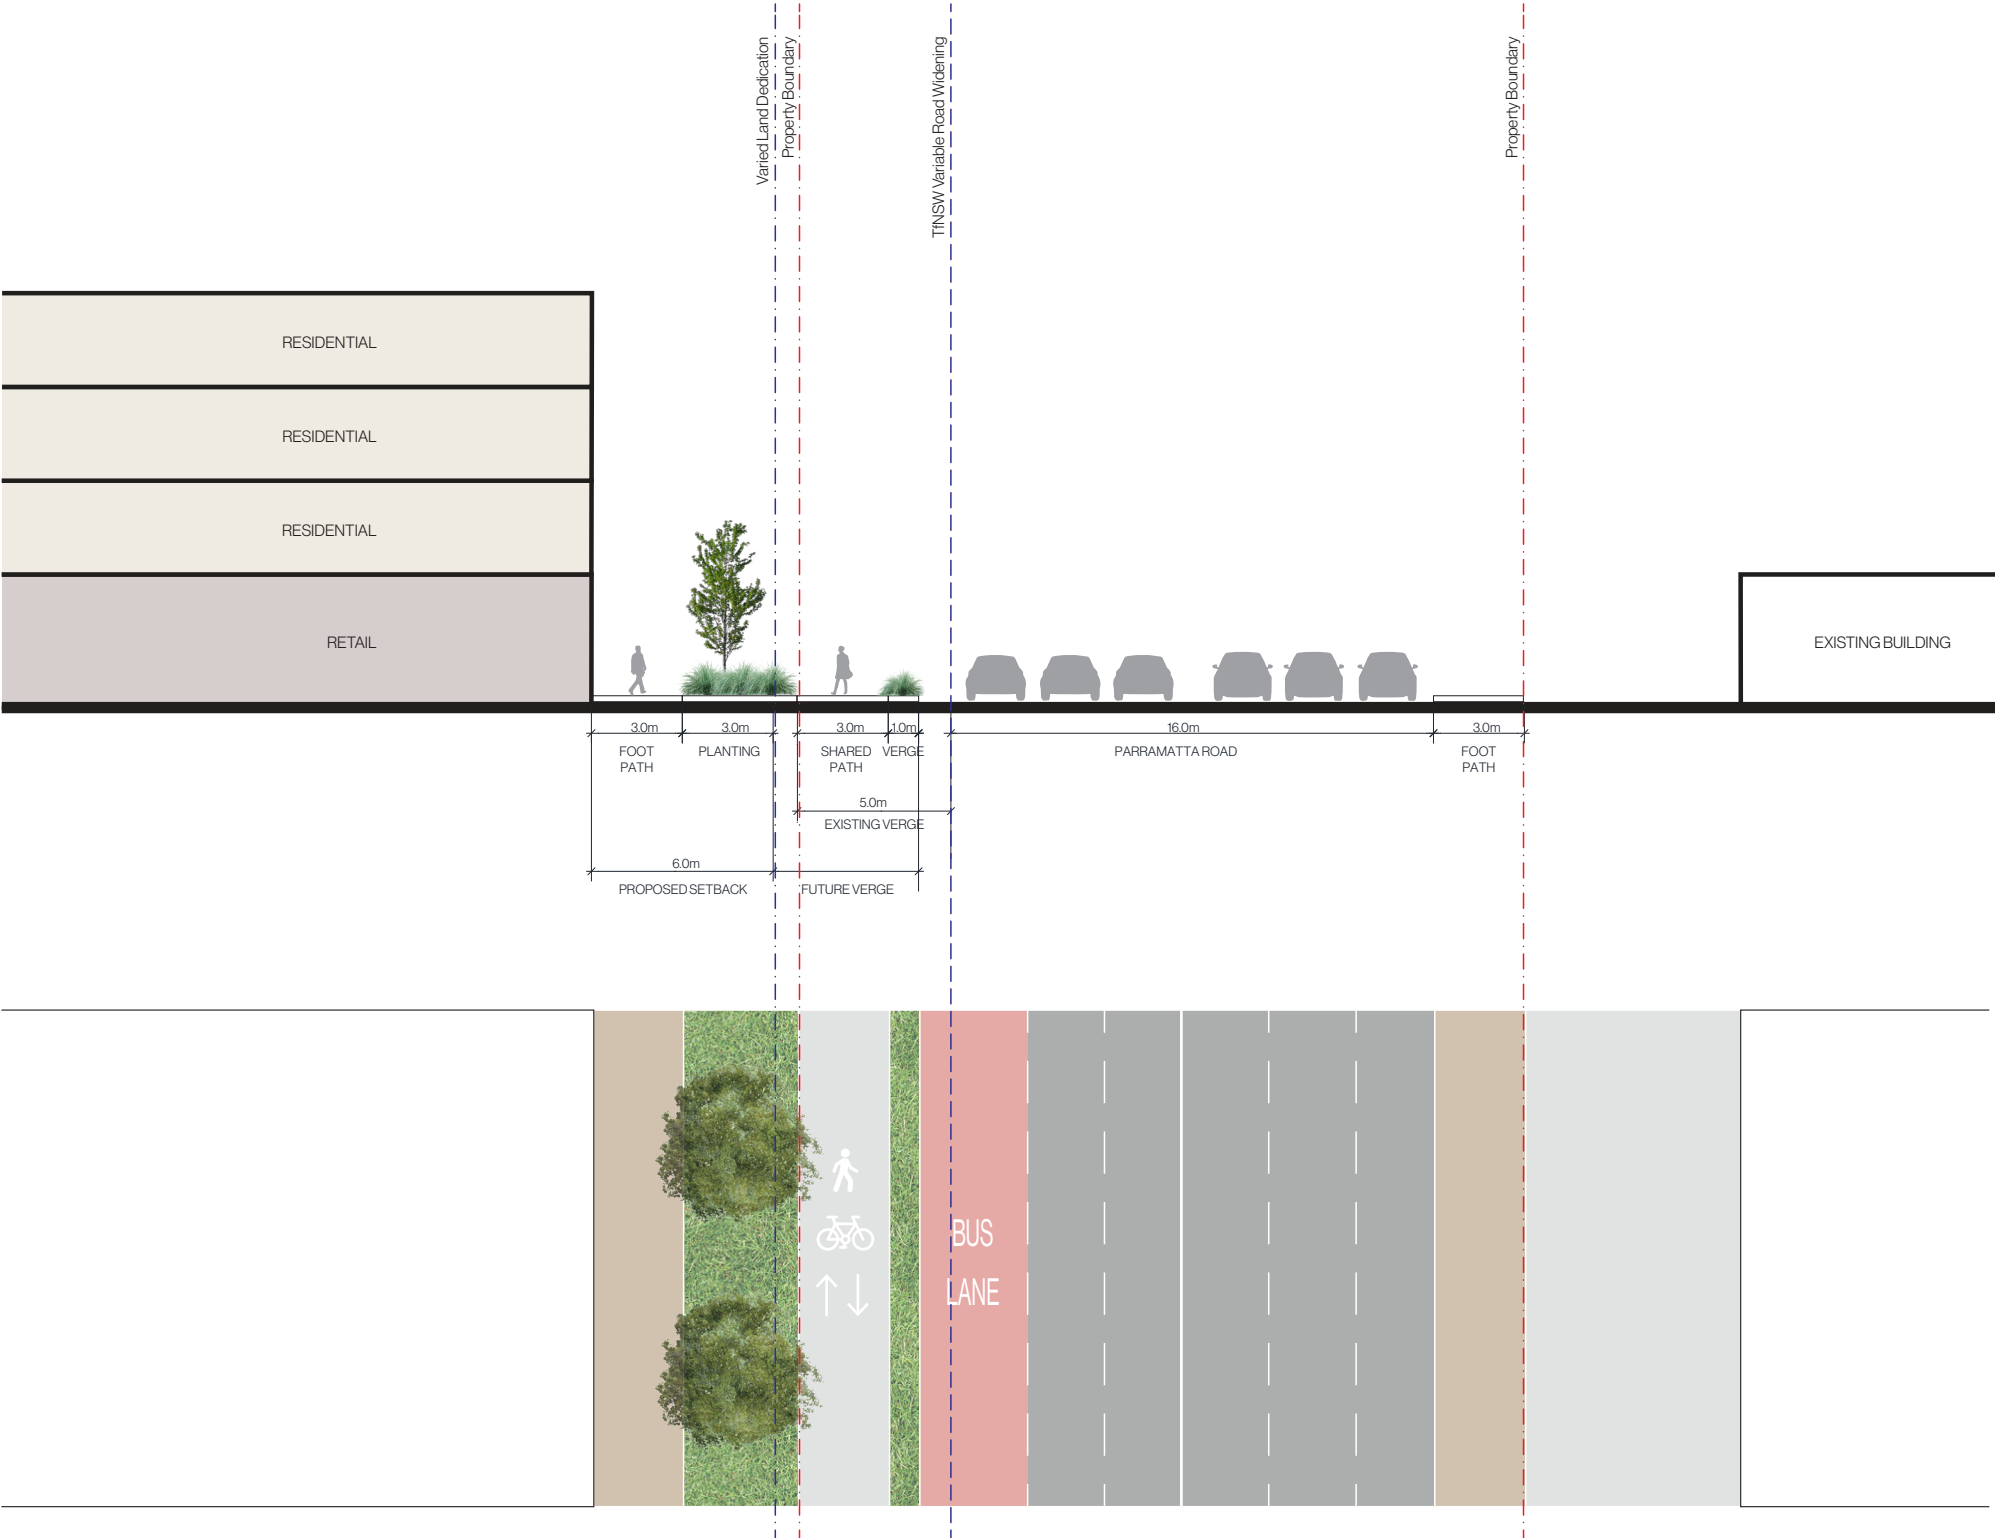 Varied Land Dedication
Property Boundary
TfNSW Variable Road Widening
Property Boundary
RESIDENTIAL
RESIDENTIAL
RESIDENTIAL
RETAIL
EXISTING BUILDING
3.0m
3.0m
3.0m
1.0m
16.0m
3.0m
FOOT
PATH
PLANTING
SHARED
PATH
VERGE
PARRAMATTA ROAD
FOOT
PATH
5.0m
EXISTING VERGE
6.0m
PROPOSED SETBACK
FUTURE VERGE
BUS
LANE